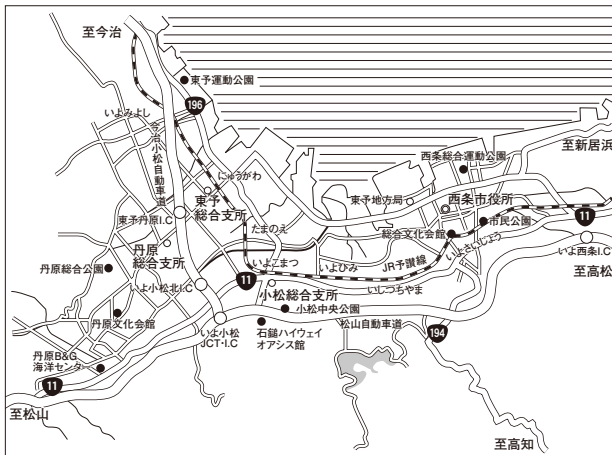 至今治
東予運動公園
196
いよみよし
今治小松自動車道
西条総合運動公園
至新居浜
にゅうがわ
東予
総合支所
東予地方局
西条市役所
東予丹原I.C
たまのえ
総合文化会館
市民公園
11
丹原
総合支所
いよさいじょう
いよ西条I.C
丹原総合公園
いよこまつ
いよひみ
JR予讃線
至高松
いよ小松北I.C
11
小松総合支所
いしづちやま
丹原文化会館
小松中央公園
いよ小松
JCT・I.C
石鎚ハイウェイ
オアシス館
松山自動車道
194
丹原B&G
海洋センター
11
至松山
至高知